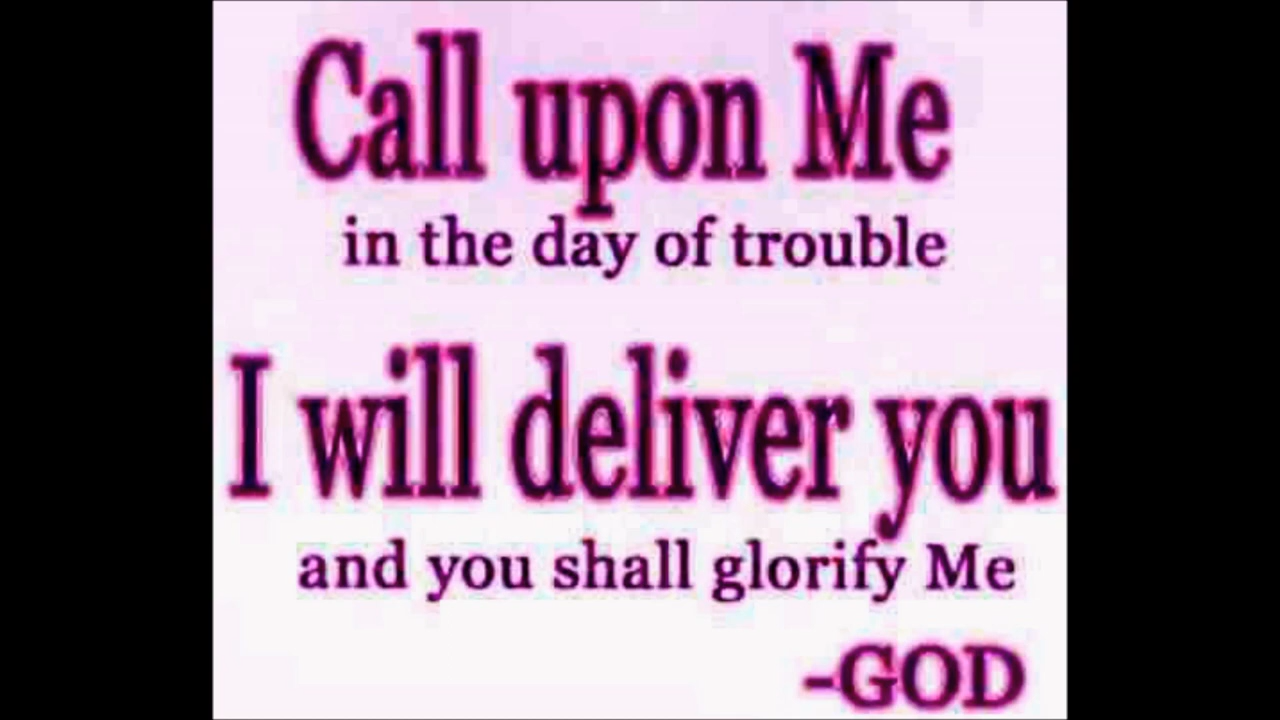 Call upon Me
in the day of trouble
I will deliver you
and you shall glorify Me
-GOD